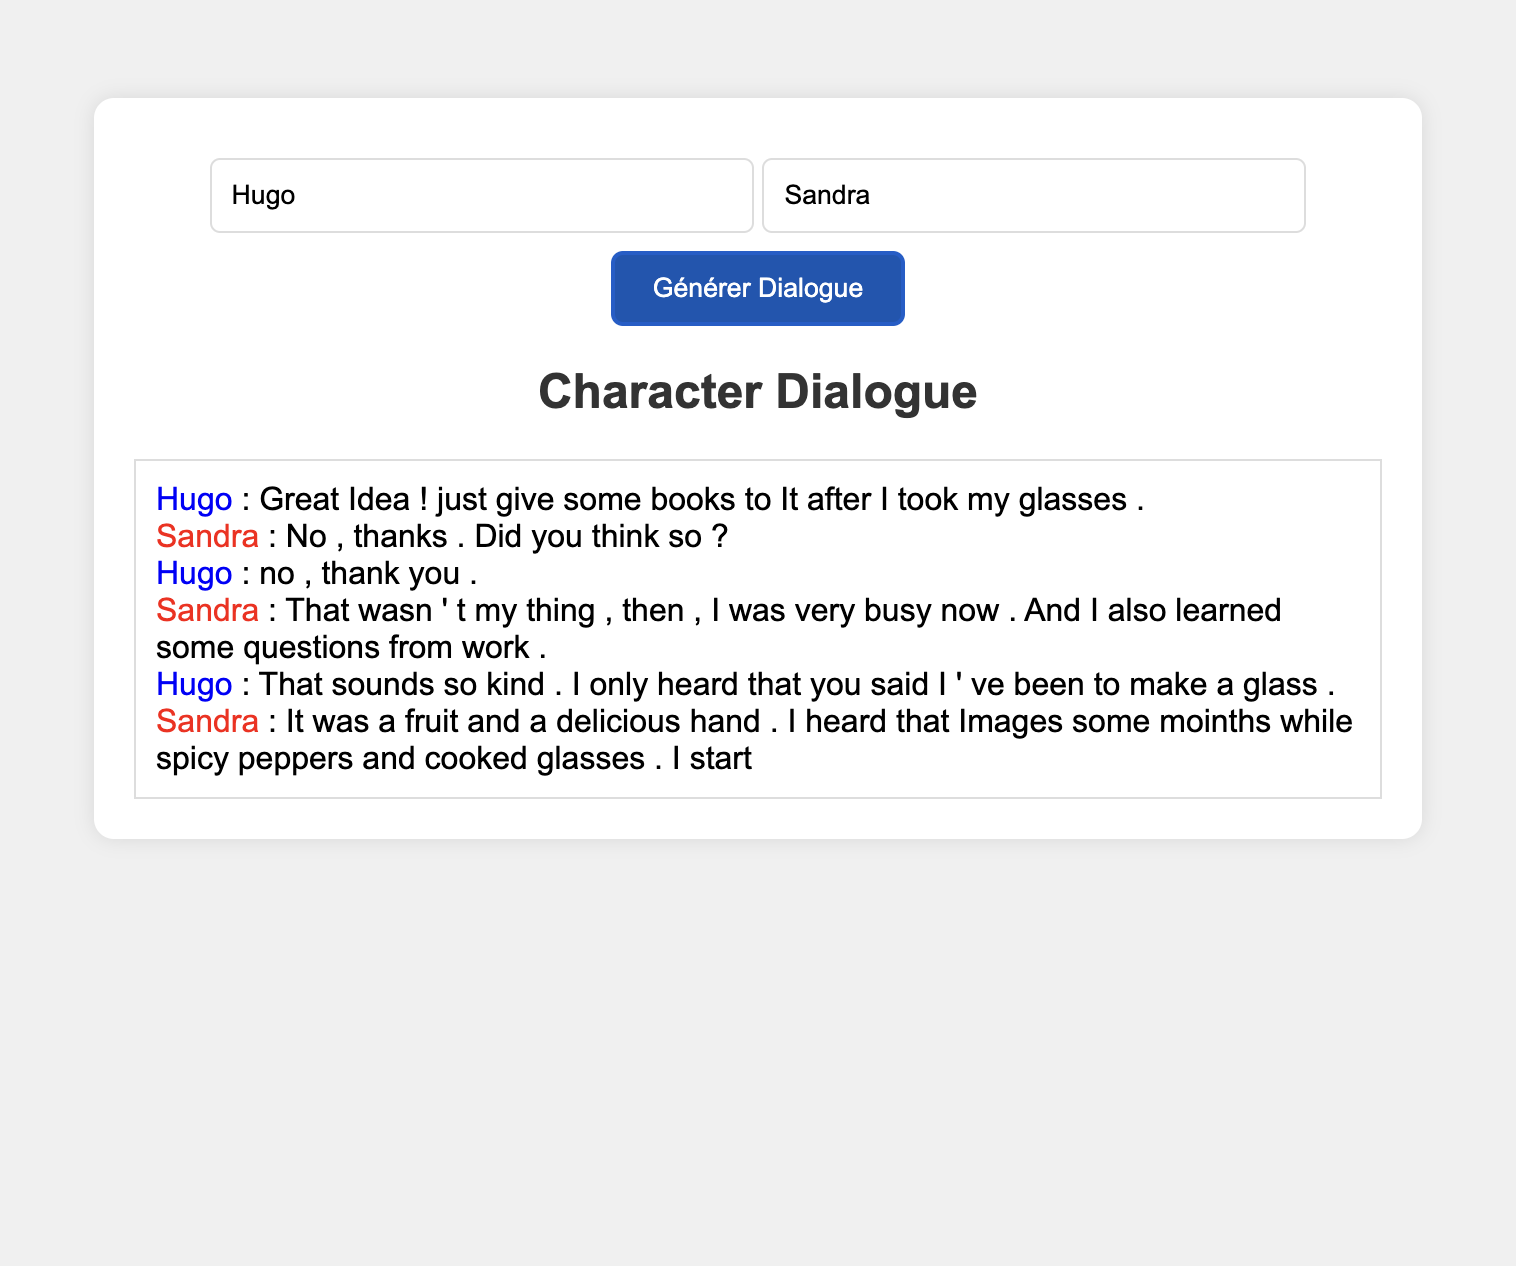 Hugo
Sandra
Générer Dialogue
Character Dialogue
Hugo : Great Idea ! just give some books to It after I took my glasses .
Sandra : No , thanks . Did you think so ?
Hugo : no , thank you .
Sandra : That wasn ' t my thing , then , I was very busy now . And I also learned
some questions from work .
Hugo : That sounds so kind . I only heard that you said I ' ve been to make a glass .
Sandra : It was a fruit and a delicious hand . I heard that Images some moinths while
spicy peppers and cooked glasses . I start